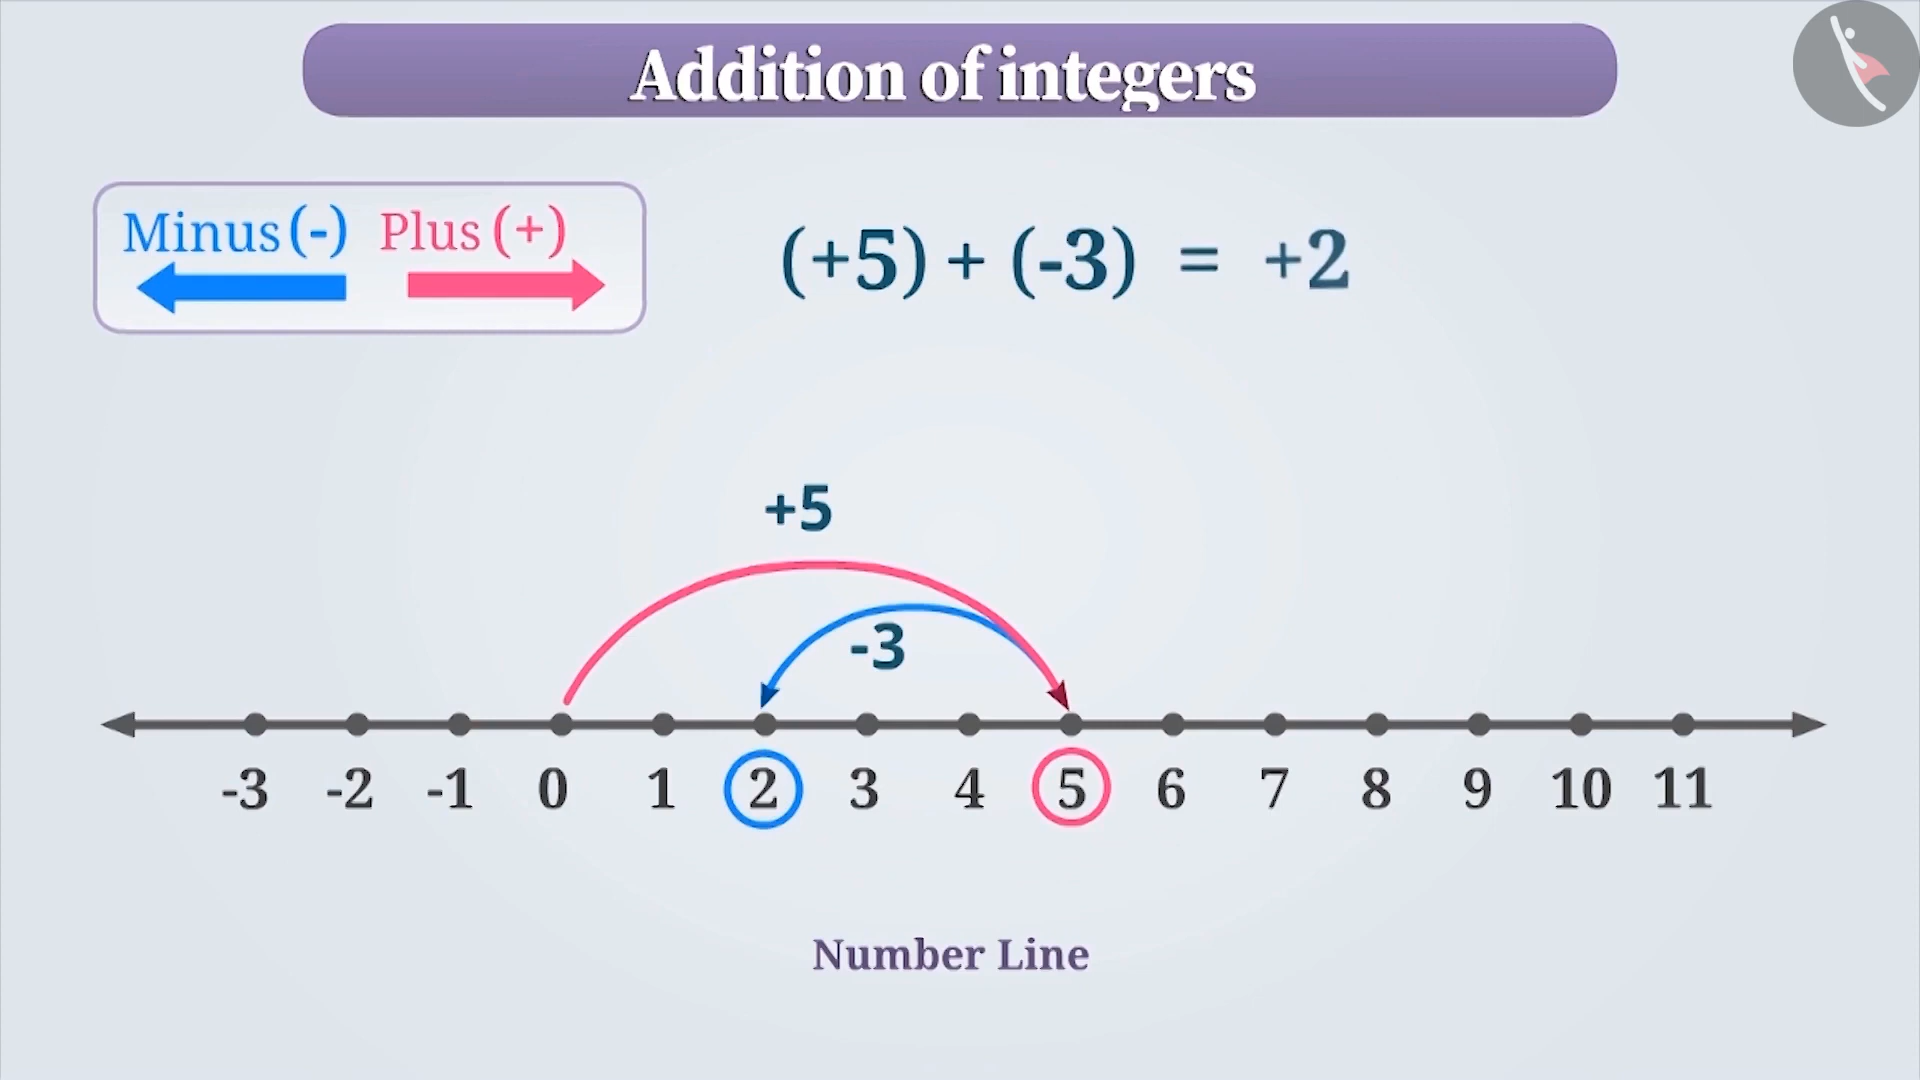 Addition of integers
Minus (-) Plus (+)
(+5) + (-3) = +2
+5
-3
-3 -2 -1 0 1 2 3 4 5 6 7 8 9 10 11
Number Line